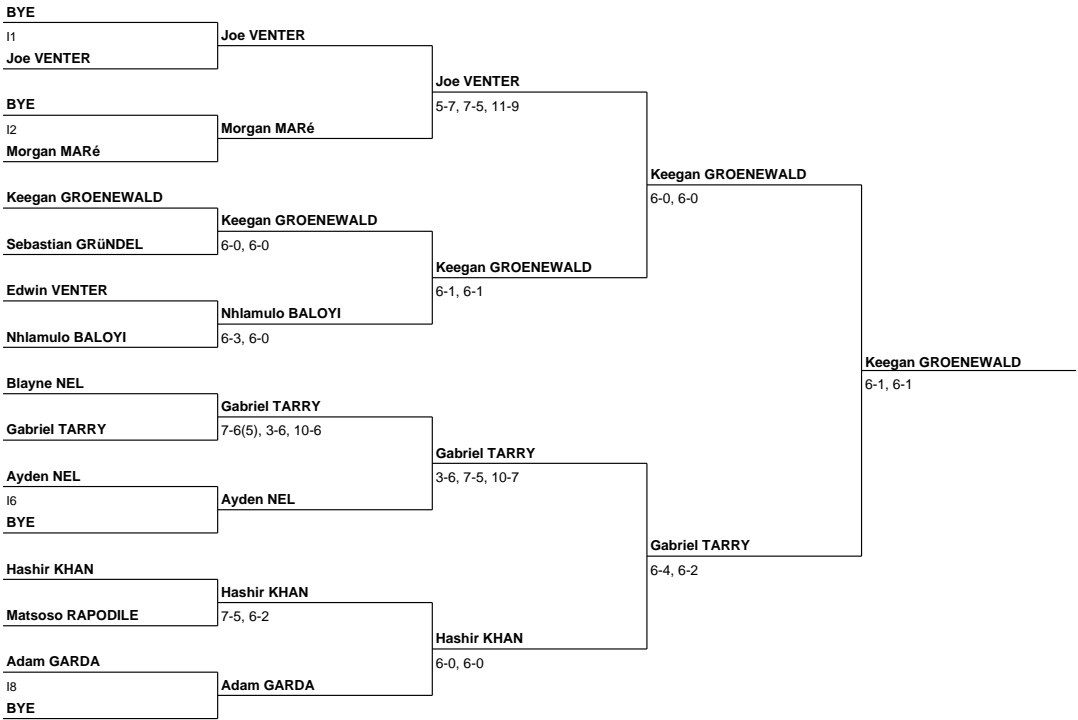 BYE
I1
Joe VENTER
BYE
I2
Morgan MARé
Keegan GROENEWALD
Sebastian GRüNDEL
Edwin VENTER
Nhlamulo BALOYI
Blayne NEL
Gabriel TARRY
Ayden NEL
I6
BYE
Hashir KHAN
Matsoso RAPODILE
Adam GARDA
I8
BYE
Joe VENTER
Morgan MARé
Keegan GROENEWALD
6-0, 6-0
Nhlamulo BALOYI
6-3, 6-0
Gabriel TARRY
7-6(5), 3-6, 10-6
Ayden NEL
Hashir KHAN
7-5, 6-2
Adam GARDA
Joe VENTER
5-7, 7-5, 11-9
Keegan GROENEWALD
6-1, 6-1
Gabriel TARRY
3-6, 7-5, 10-7
Hashir KHAN
6-0, 6-0
Keegan GROENEWALD
6-0, 6-0
Gabriel TARRY
6-4, 6-2
Keegan GROENEWALD
6-1, 6-1